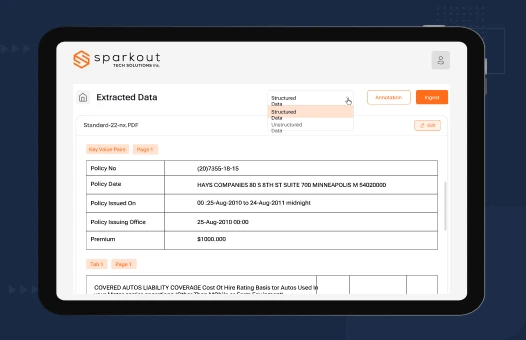 sparkout
TECH SOLUTIONS Inc.
Extracted Data
Structured
Data
Structured
Data
Unstructured
Data
Annotation
Ingest
Standard-22-nx.PDF
Edit
Key Value Pairs Page 1
Policy No (20)7355-18-15
Policy Date HAYS COMPANIES 80 S 8TH ST SUITE 700 MINNEAPOLIS M 54020000
Policy Issued On 00 :25-Aug-2010 to 24-Aug-2011 midnight
Policy Issuing Office 25-Aug-2010 00:00
Premium $1000.000
Tab 1 Page 1
COVERED AUTOS LIABILITY COVERAGE Cost Ot Hire Rating Basis tor Autos Used In